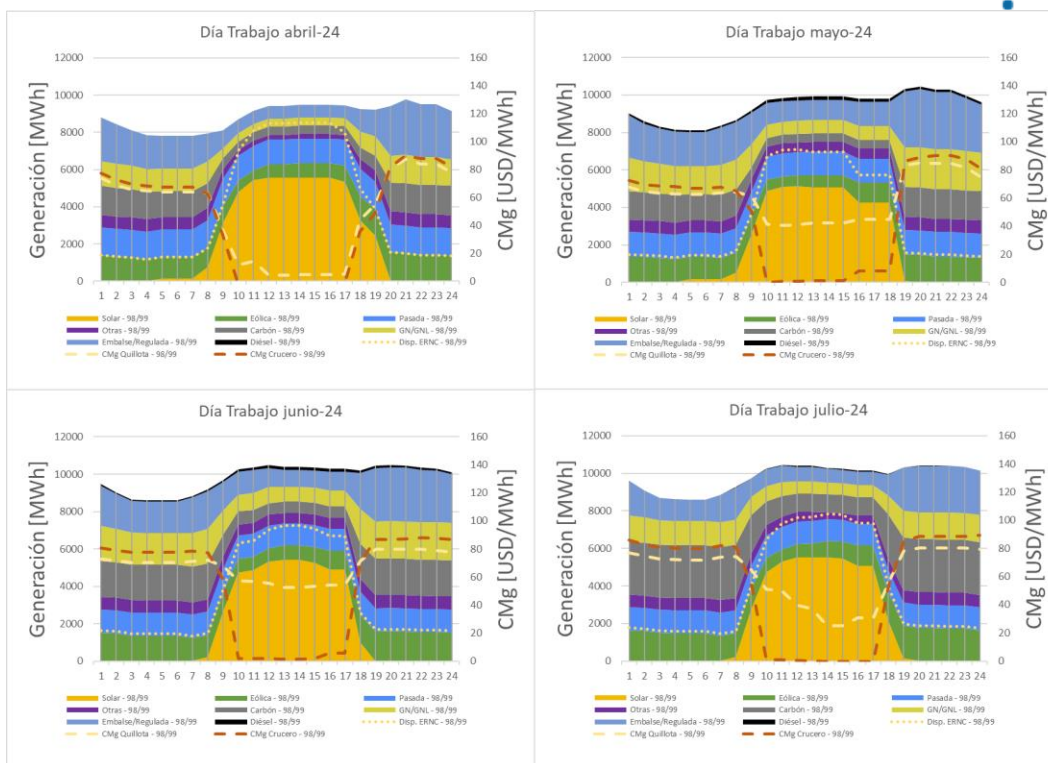 Día Trabajo abril-24
Generación [MWh]
CMg [USD/MWh]
12000
10000
8000
6000
4000
2000
0
160
140
120
100
80
60
40
20
0
1 2 3 4 5 6 7 8 9 10 11 12 13 14 15 16 17 18 19 20 21 22 23 24
Solar - 98/99 Eólica - 98/99 Pasada - 98/99
Otras - 98/99 Carbón - 98/99 GN/GNL - 98/99
Embalse/Regulada - 98/99 Diésel - 98/99 Disp. ERNC - 98/99
CMg Quillota - 98/99 CMg Crucero - 98/99
Día Trabajo mayo-24
Generación [MWh]
CMg [USD/MWh]
12000
10000
8000
6000
4000
2000
0
160
140
120
100
80
60
40
20
0
1 2 3 4 5 6 7 8 9 10 11 12 13 14 15 16 17 18 19 20 21 22 23 24
Solar - 98/99 Eólica - 98/99 Pasada - 98/99
Otras - 98/99 Carbón - 98/99 GN/GNL - 98/99
Embalse/Regulada - 98/99 Diésel - 98/99 Disp. ERNC - 98/99
CMg Quillota - 98/99 CMg Crucero - 98/99
Día Trabajo junio-24
Generación [MWh]
CMg [USD/MWh]
12000
10000
8000
6000
4000
2000
0
160
140
120
100
80
60
40
20
0
1 2 3 4 5 6 7 8 9 10 11 12 13 14 15 16 17 18 19 20 21 22 23 24
Solar - 98/99 Eólica - 98/99 Pasada - 98/99
Otras - 98/99 Carbón - 98/99 GN/GNL - 98/99
Embalse/Regulada - 98/99 Diésel - 98/99 Disp. ERNC - 98/99
CMg Quillota - 98/99 CMg Crucero - 98/99
Día Trabajo julio-24
Generación [MWh]
CMg [USD/MWh]
12000
10000
8000
6000
4000
2000
0
160
140
120
100
80
60
40
20
0
1 2 3 4 5 6 7 8 9 10 11 12 13 14 15 16 17 18 19 20 21 22 23 24
Solar - 98/99 Eólica - 98/99 Pasada - 98/99
Otras - 98/99 Carbón - 98/99 GN/GNL - 98/99
Embalse/Regulada - 98/99 Diésel - 98/99 Disp. ERNC - 98/99
CMg Quillota - 98/99 CMg Crucero - 98/99